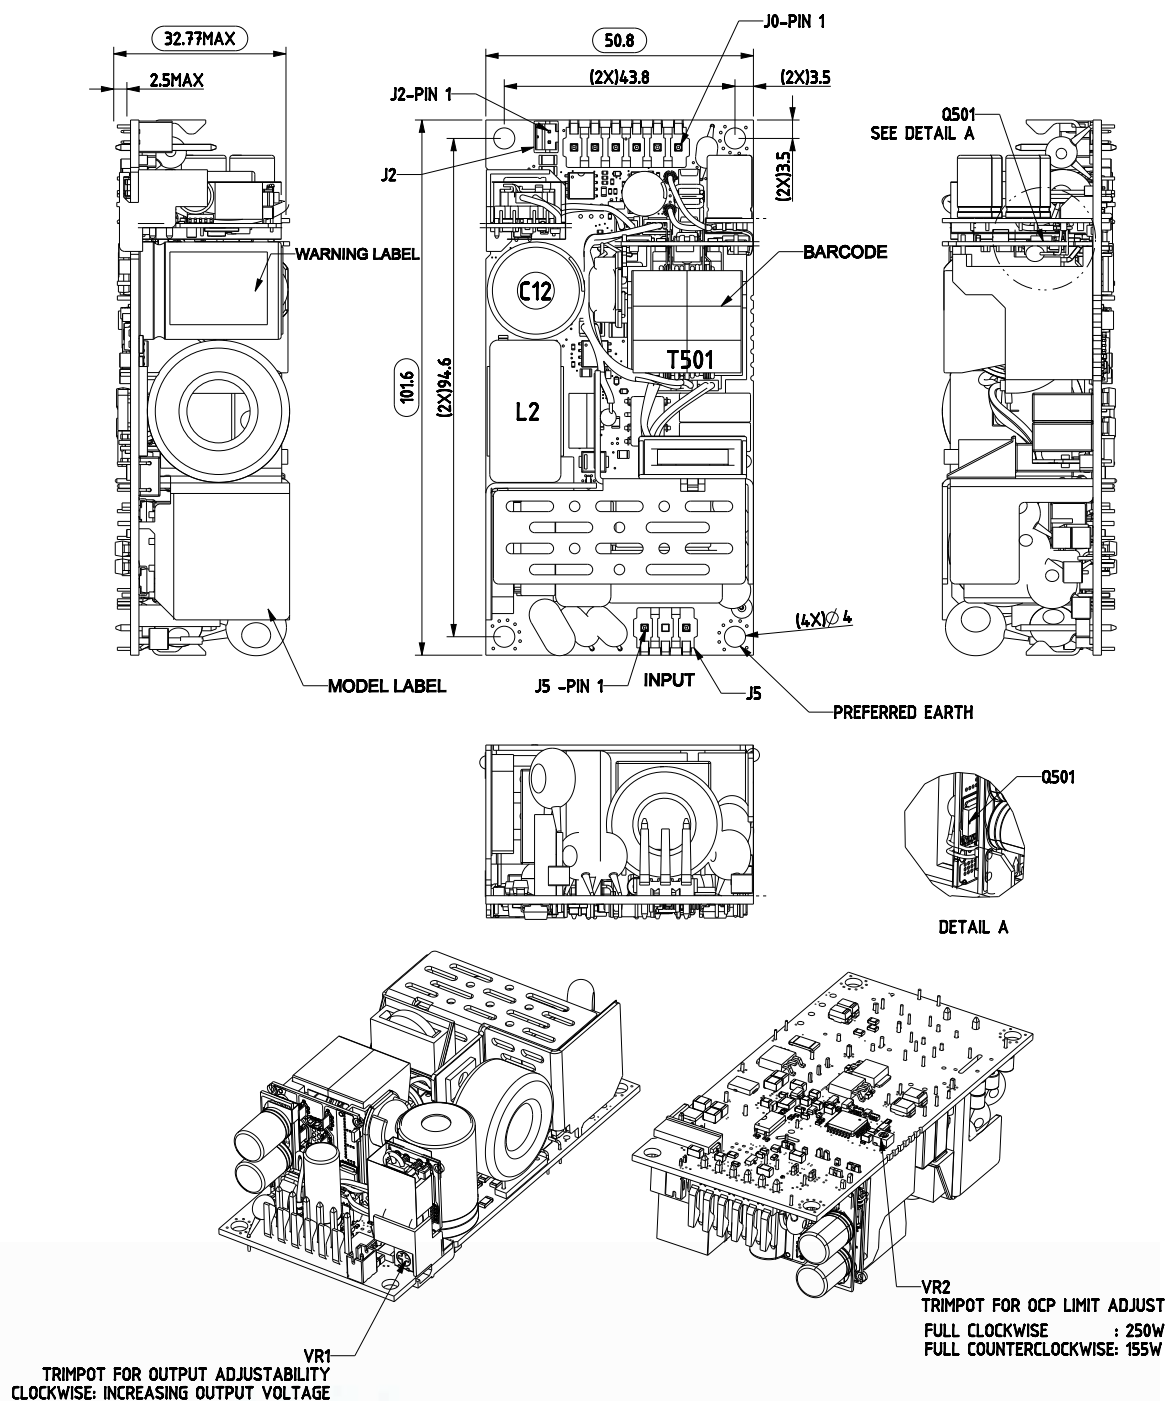 J0-PIN 1
32.77MAX
50.8
2.5MAX
(2X)43.8
(2X)3.5
J2-PIN 1
Q501
SEE DETAIL A
J2
(2X)3.5
WARNING LABEL
BARCODE
C12
T501
101.6
(2X)94.6
L2
(4X)Ø 4
MODEL LABEL
J5 -PIN 1
INPUT
J5
PREFERRED EARTH
Q501
DETAIL A
VR2
TRIMPOT FOR OCP LIMIT ADJUST
FULL CLOCKWISE : 250W
FULL COUNTERCLOCKWISE: 155W
VR1
TRIMPOT FOR OUTPUT ADJUSTABILITY
CLOCKWISE: INCREASING OUTPUT VOLTAGE